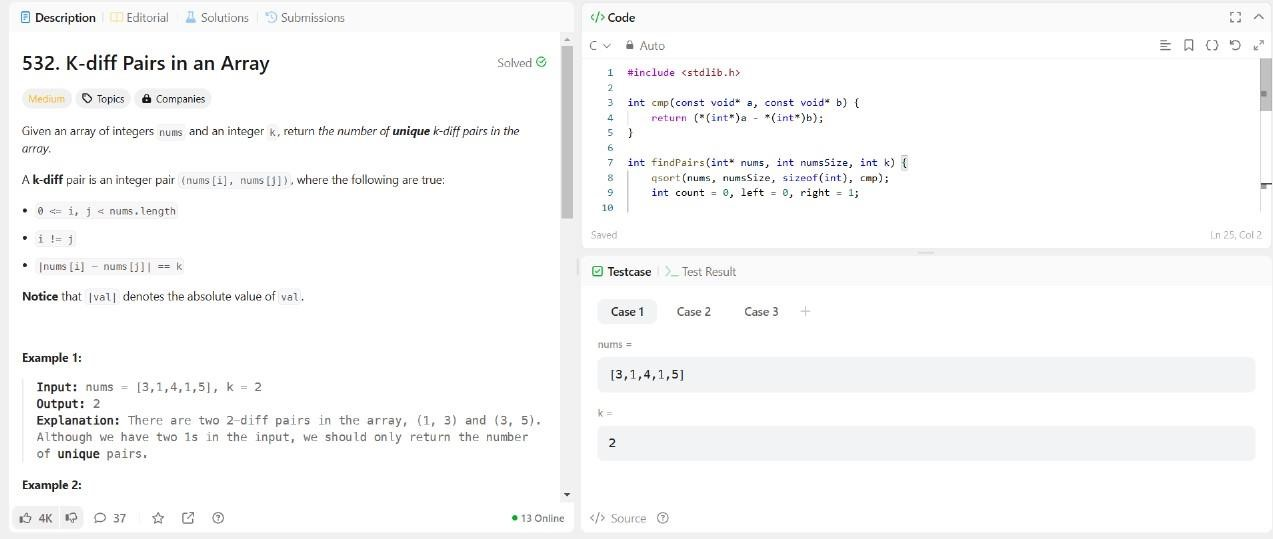 Description | Editorial | Solutions | Submissions
532. K-diff Pairs in an Array
Solved
Medium Topics Companies
Given an array of integers nums and an integer k, return the number of unique k-diff pairs in the
array.
A k-diff pair is an integer pair (nums[i], nums[j]), where the following are true:
• 0 <= i, j < nums.length
• i != j
• |nums[i] - nums[j]| == k
Notice that |val| denotes the absolute value of val.
Example 1:
Input: nums = [3,1,4,1,5], k = 2
Output: 2
Explanation: There are two 2-diff pairs in the array, (1, 3) and (3, 5).
Although we have two 1s in the input, we should only return the number
of unique pairs.
Example 2:
4K 37 13 Online
</> Code
C Auto
1 #include <stdlib.h>
2
3 int cmp(const void* a, const void* b) {
4 return (*(int*)a - *(int*)b);
5 }
6
7 int findPairs(int* nums, int numsSize, int k) {
8 qsort(nums, numsSize, sizeof(int), cmp);
9 int count = 0, left = 0, right = 1;
10
Saved Ln 25, Col 2
Testcase | >_ Test Result
Case 1 Case 2 Case 3 +
nums =
[3,1,4,1,5]
k =
2
</> Source ?